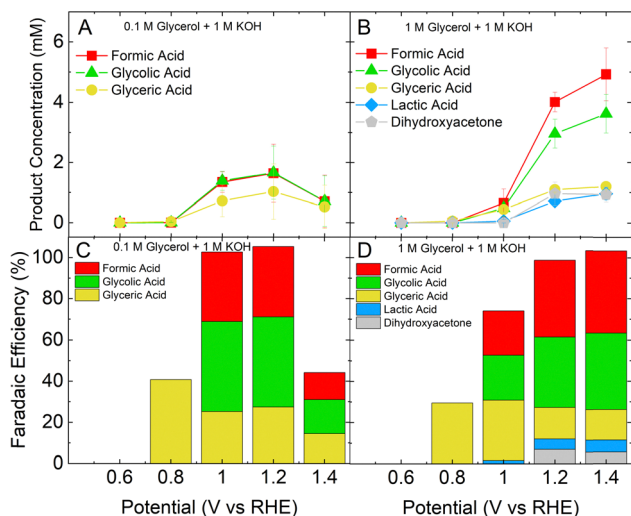 A
0.1 M Glycerol + 1 M KOH
Formic Acid
Glycolic Acid
Glyceric Acid
B
1 M Glycerol + 1 M KOH
Formic Acid
Glycolic Acid
Glyceric Acid
Lactic Acid
Dihydroxyacetone
Product Concentration (mM)
6
4
2
0
C
0.1 M Glycerol + 1 M KOH
Formic Acid
Glycolic Acid
Glyceric Acid
D
1 M Glycerol + 1 M KOH
Formic Acid
Glycolic Acid
Glyceric Acid
Lactic Acid
Dihydroxyacetone
Faradaic Efficiency (%)
100
80
60
40
20
0
0.6 0.8 1 1.2 1.4
0.6 0.8 1 1.2 1.4
Potential (V vs RHE)
Potential (V vs RHE)